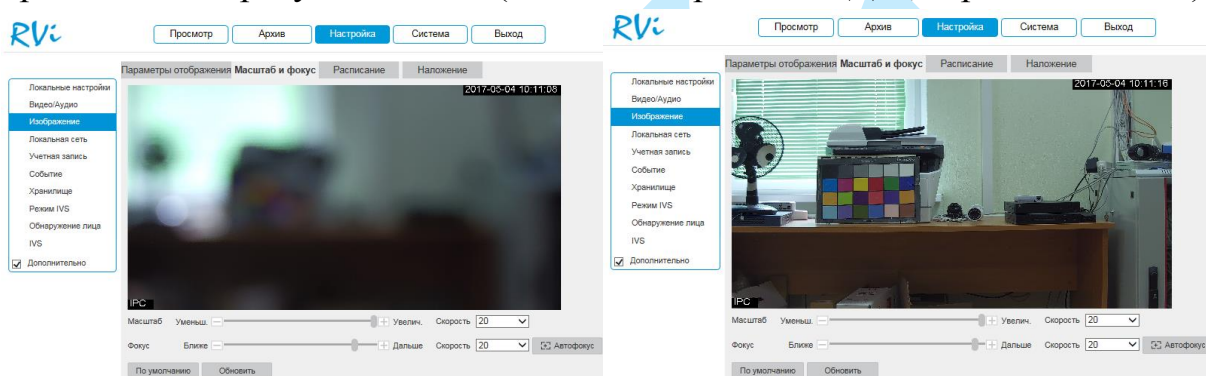 RVi
Просмотр Архив Настройка Система Выход
Параметры отображения Масштаб и фокус Расписание Наложение
Локальные настройки
Видео/Аудио
Изображение
Локальная сеть
Учетная запись
Событие
Хранилище
Режим IVS
Обнаружение лица
IVS
Дополнительно
2017-05-04 10:11:08
IPC
Масштаб Уменьш. Увелич. Скорость 20
Фокус Ближе Дальше Скорость 20 Автофокус
По умолчанию Обновить
RVi
Просмотр Архив Настройка Система Выход
Параметры отображения Масштаб и фокус Расписание Наложение
Локальные настройки
Видео/Аудио
Изображение
Локальная сеть
Учетная запись
Событие
Хранилище
Режим IVS
Обнаружение лица
IVS
Дополнительно
2017-05-04 10:11:16
IPC
Масштаб Уменьш. Увелич. Скорость 20
Фокус Ближе Дальше Скорость 20 Автофокус
По умолчанию Обновить